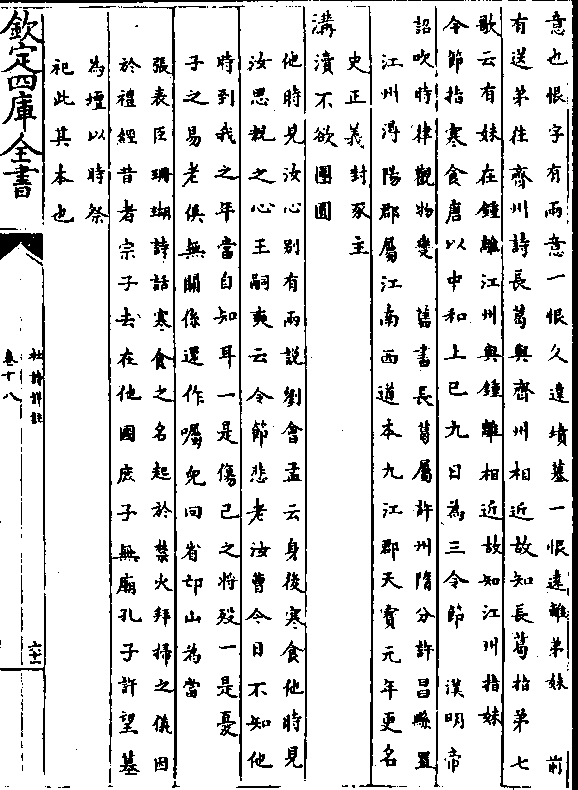 意也恨字有兩意一恨久違墳墓一恨遠離弟妹　前
有送弟往齊州詩長葛與齊州相近故知長葛指弟七
歌云有妹在鍾離江州與鍾離相近故知江州指妹
令節指寒食唐以中和上巳九日為三令節　漢明帝
詔吹時律觀物變　舊書長葛屬許州隋分許昌縣置
江州潯陽郡屬江南西道本九江郡天寶元年更名
史正義封豕主
溝瀆不欲團圓
他時見汝心別有兩說劉會孟云身後寒食他時見
汝思親之心王嗣奭云令節悲老汝曹今日不知他
時到我之年當自知耳一是傷己之將殁一是憂
子之易老俱無關係還作囑兒回省邙山為當
張表臣珊瑚詩話寒食之名起於禁火拜掃之儀因
於禮經昔者宗子去在他國庶子無廟孔子許望墓
為壇以時祭
祀此其本也
欽定四庫全書
杜詩詳註
卷十八
六十一